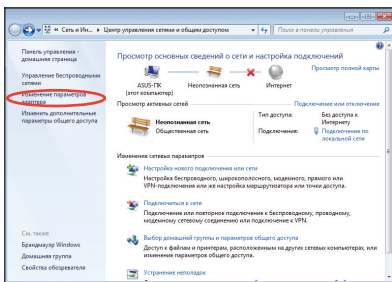 « Сеть и Ин... ▸ Центр управления сетями и общим доступом
Поиск в панели управления
Панель управления -
домашняя страница
Управление беспроводными
сетями
Изменение параметров
адаптера
Изменить дополнительные
параметры общего доступа
См. также
Брандмауэр Windows
Домашняя группа
Свойства обозревателя
Просмотр основных сведений о сети и настройка подключений
Просмотр полной карты
ASUS-ПК
(этот компьютер)
Неопознанная сеть
Интернет
Просмотр активных сетей
Подключение или отключение
Неопознанная сеть
Общественная сеть
Тип доступа: Без доступа к
Интернету
Подключения: Подключение по
локальной сети
Изменение сетевых параметров
Настройка нового подключения или сети
Настройка беспроводного, широкополосного, модемного, прямого или
VPN-подключения или же настройка маршрутизатора или точки доступа.
Подключиться к сети
Подключение или повторное подключение к беспроводному, проводному,
модемному сетевому соединению или подключение к VPN.
Выбор домашней группы и параметров общего доступа
Доступ к файлам и принтерам, расположенным на других сетевых компьютерах, или
изменение параметров общего доступа.
Устранение неполадок